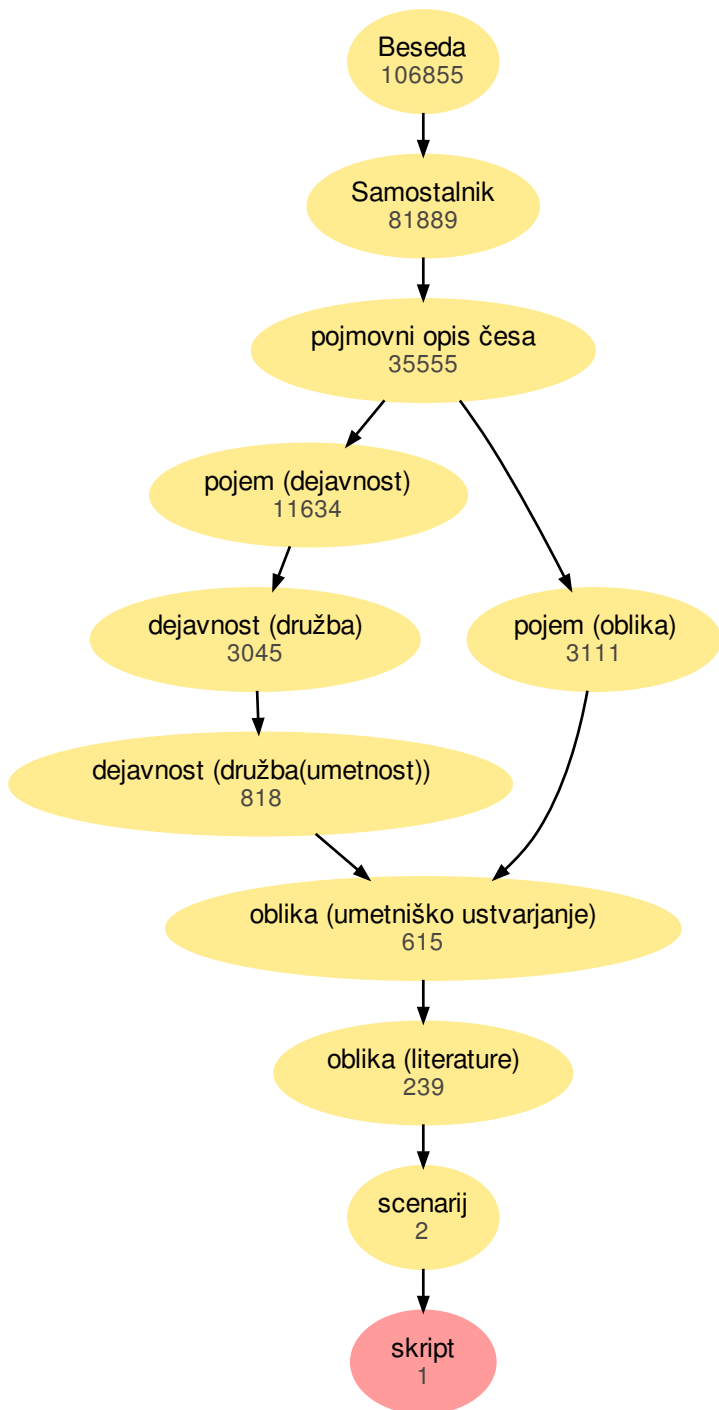 Beseda
106855
Samostalnik
81889
pojmovni opis česa
35555
pojem (dejavnost)
11634
dejavnost (družba)
3045
pojem (oblika)
3111
dejavnost (družba(umetnost))
818
oblika (umetniško ustvarjanje)
615
oblika (literature)
239
scenarij
2
skript
1